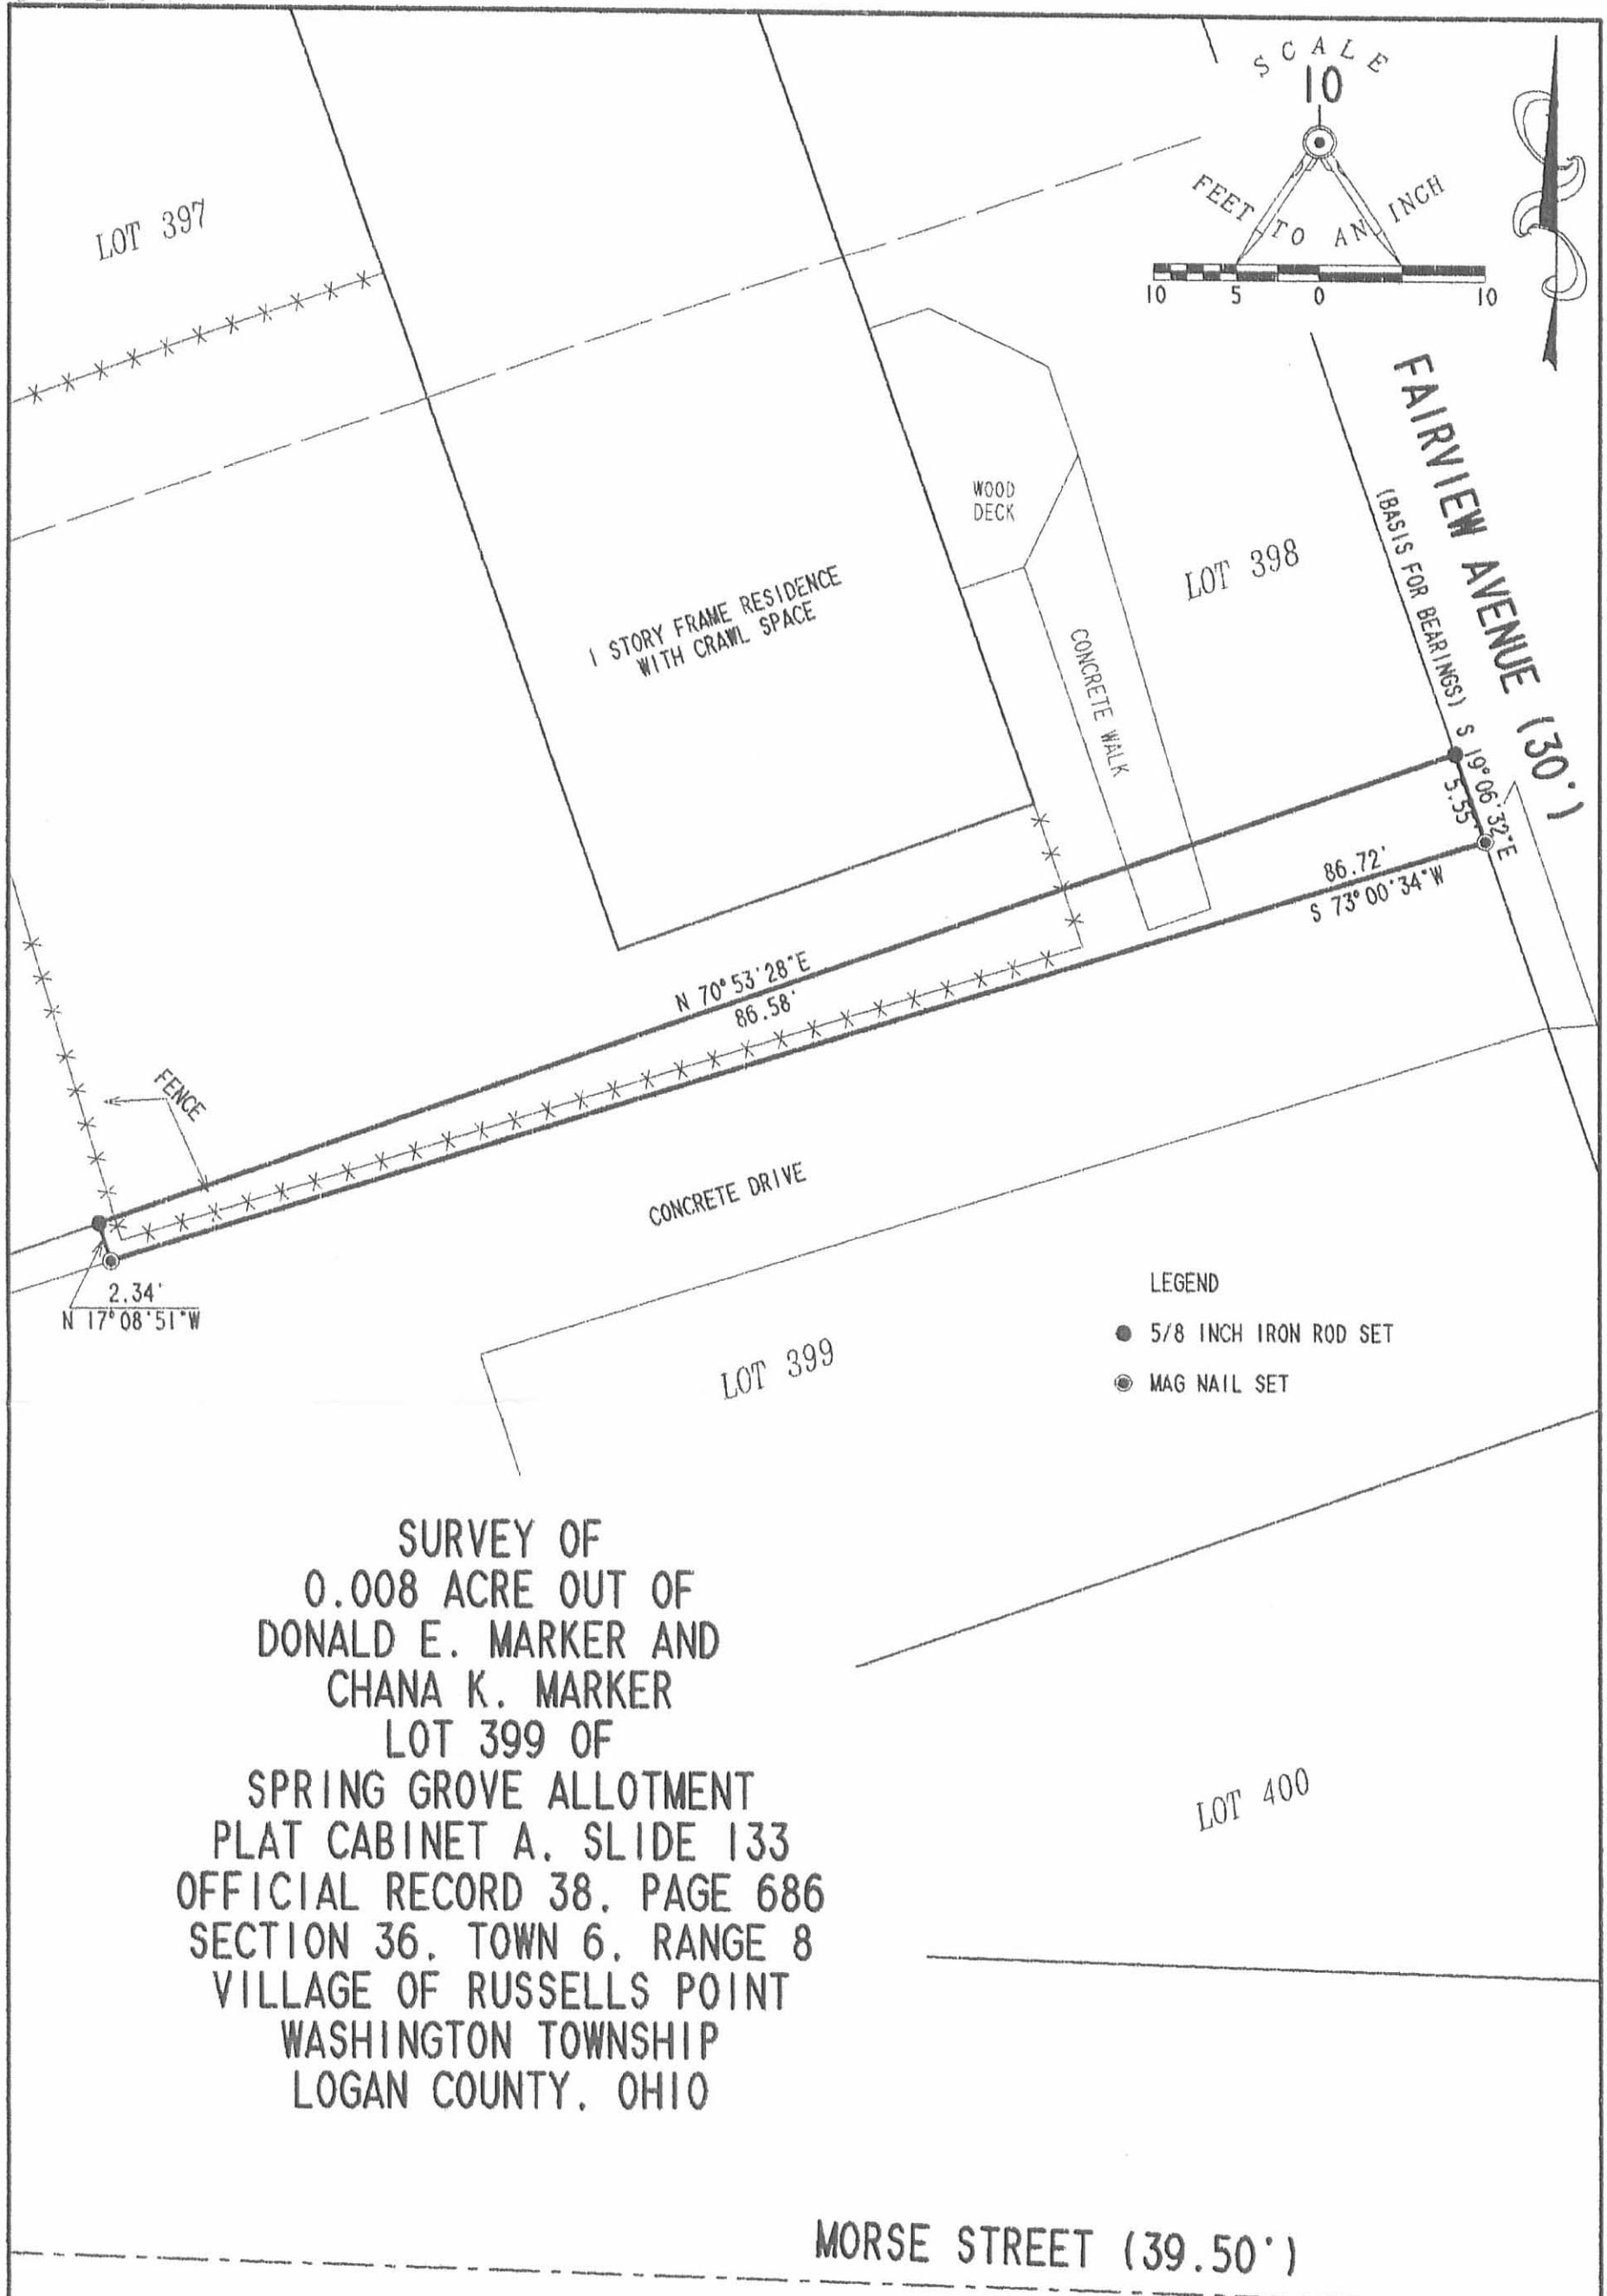 SCALE
10
FEET TO AN INCH
10 5 0 10
LOT 397
FAIRVIEW AVENUE (30')
(BASIS FOR BEARINGS) S 19°06'32"E
5.55'
WOOD
DECK
LOT 398
1 STORY FRAME RESIDENCE
WITH CRAWL SPACE
CONCRETE WALK
86.72'
S 73°00'34"W
N 70°53'28"E
86.58'
FENCE
CONCRETE DRIVE
2.34'
N 17°08'51"W
LEGEND
5/8 INCH IRON ROD SET
MAG NAIL SET
LOT 399
SURVEY OF
0.008 ACRE OUT OF
DONALD E. MARKER AND
CHANA K. MARKER
LOT 399 OF
SPRING GROVE ALLOTMENT
PLAT CABINET A, SLIDE 133
OFFICIAL RECORD 38, PAGE 686
SECTION 36, TOWN 6, RANGE 8
VILLAGE OF RUSSELLS POINT
WASHINGTON TOWNSHIP
LOGAN COUNTY, OHIO
LOT 400
MORSE STREET (39.50')